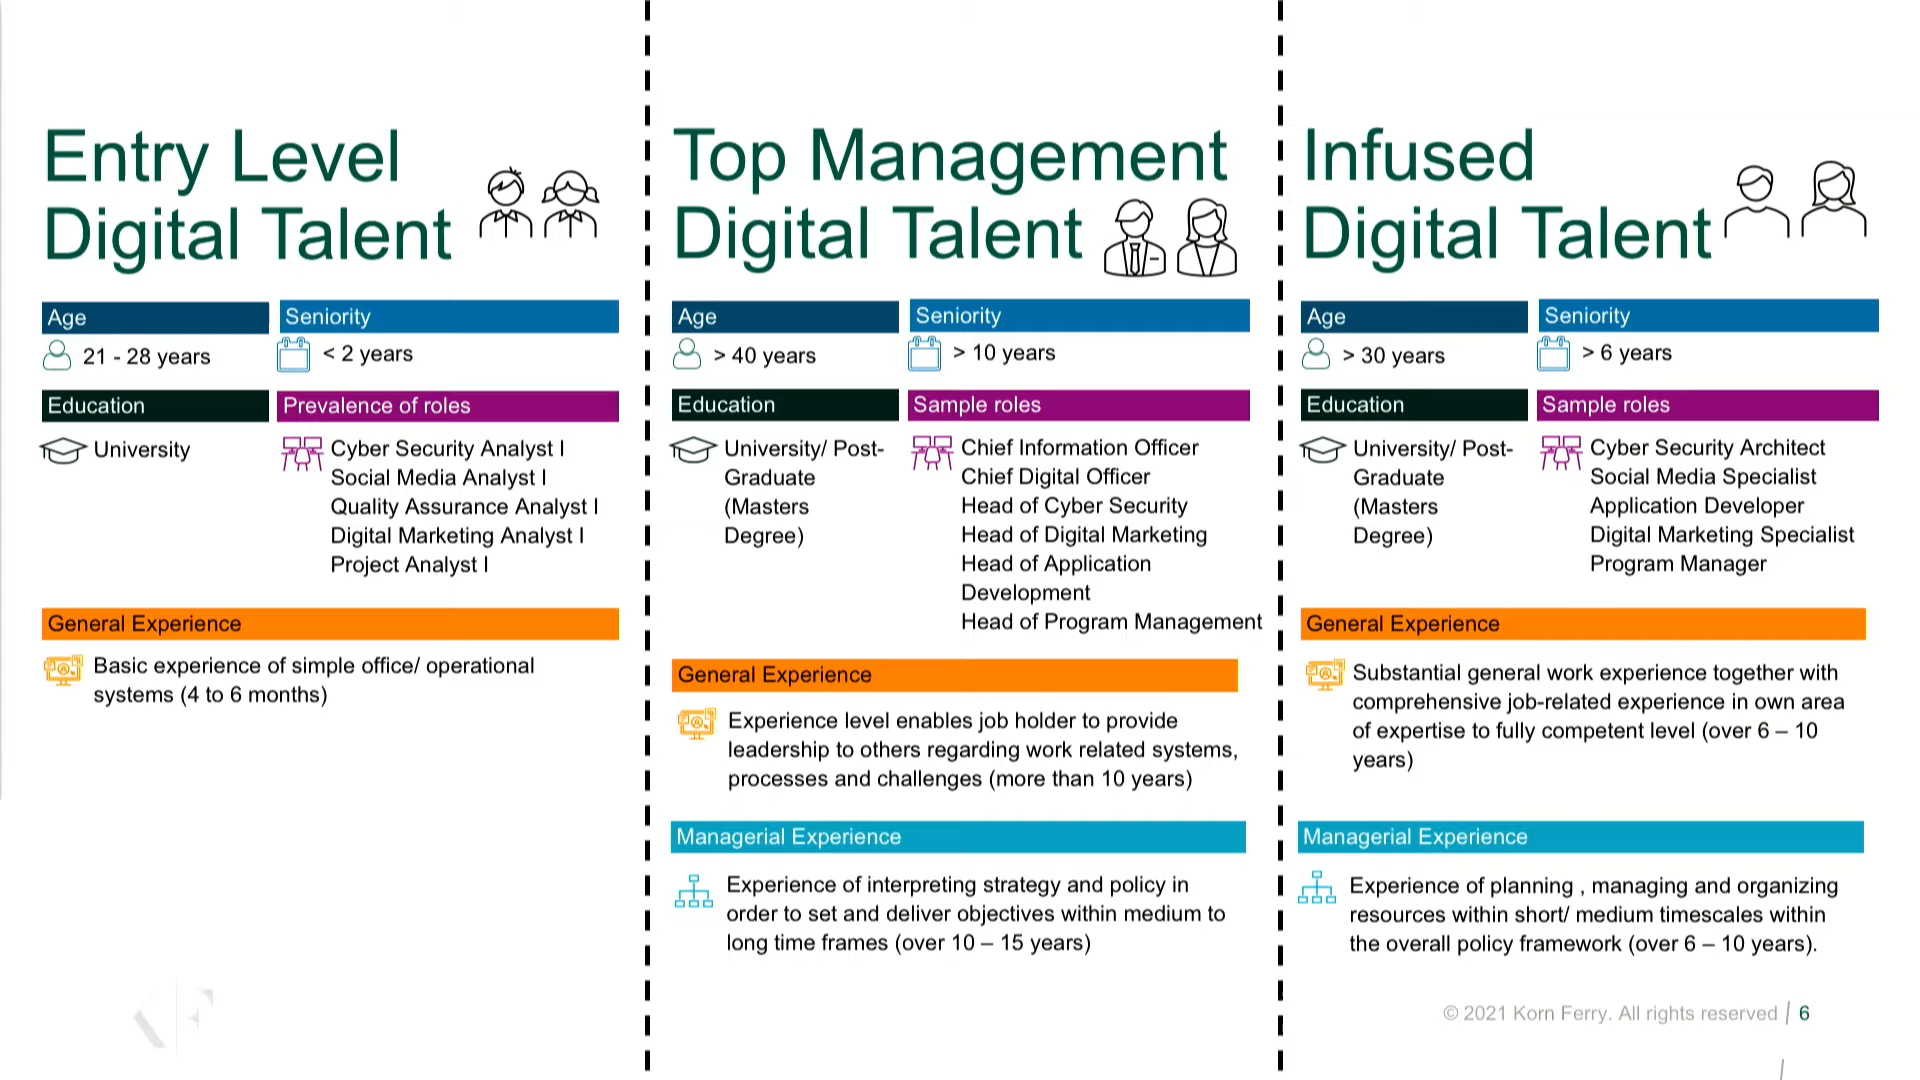 Entry Level
Digital Talent
Age
Seniority
21 - 28 years
< 2 years
Education
Prevalence of roles
University
Cyber Security Analyst I
Social Media Analyst I
Quality Assurance Analyst I
Digital Marketing Analyst I
Project Analyst I
General Experience
Basic experience of simple office/ operational
systems (4 to 6 months)
Top Management
Digital Talent
Age
Seniority
> 40 years
> 10 years
Education
Sample roles
University/ Post-
Graduate
(Masters
Degree)
Chief Information Officer
Chief Digital Officer
Head of Cyber Security
Head of Digital Marketing
Head of Application
Development
Head of Program Management
General Experience
Experience level enables job holder to provide
leadership to others regarding work related systems,
processes and challenges (more than 10 years)
Managerial Experience
Experience of interpreting strategy and policy in
order to set and deliver objectives within medium to
long time frames (over 10 – 15 years)
Infused
Digital Talent
Age
Seniority
> 30 years
> 6 years
Education
Sample roles
University/ Post-
Graduate
(Masters
Degree)
Cyber Security Architect
Social Media Specialist
Application Developer
Digital Marketing Specialist
Program Manager
General Experience
Substantial general work experience together with
comprehensive job-related experience in own area
of expertise to fully competent level (over 6 – 10
years)
Managerial Experience
Experience of planning , managing and organizing
resources within short/ medium timescales within
the overall policy framework (over 6 – 10 years).
© 2021 Korn Ferry. All rights reserved | 6